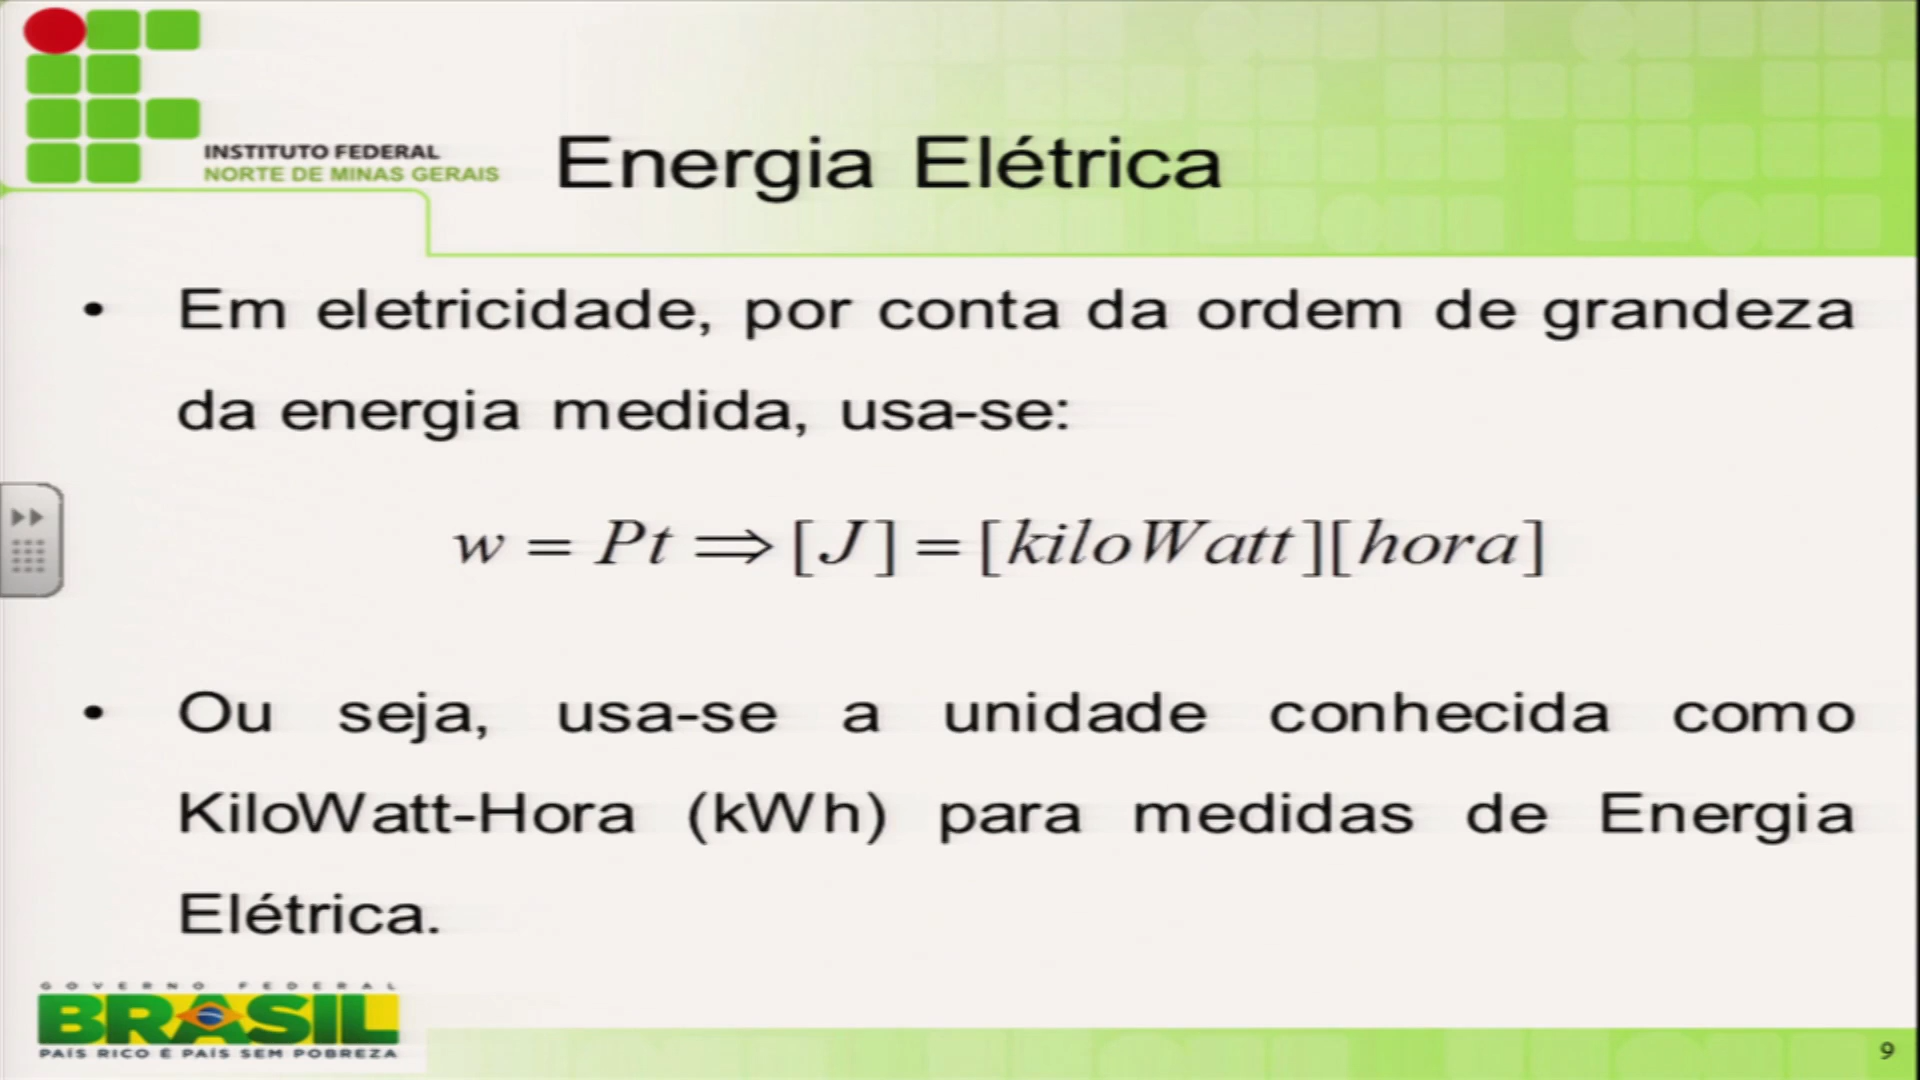 INSTITUTO FEDERAL
NORTE DE MINAS GERAIS
Energia Elétrica
• Em eletricidade, por conta da ordem de grandeza
da energia medida, usa-se:
w = Pt ⇒ [J] = [kiloWatt][hora]
• Ou seja, usa-se a unidade conhecida como
KiloWatt-Hora (kWh) para medidas de Energia
Elétrica.
GOVERNO FEDERAL
BRASIL
PAÍS RICO É PAÍS SEM POBREZA
9